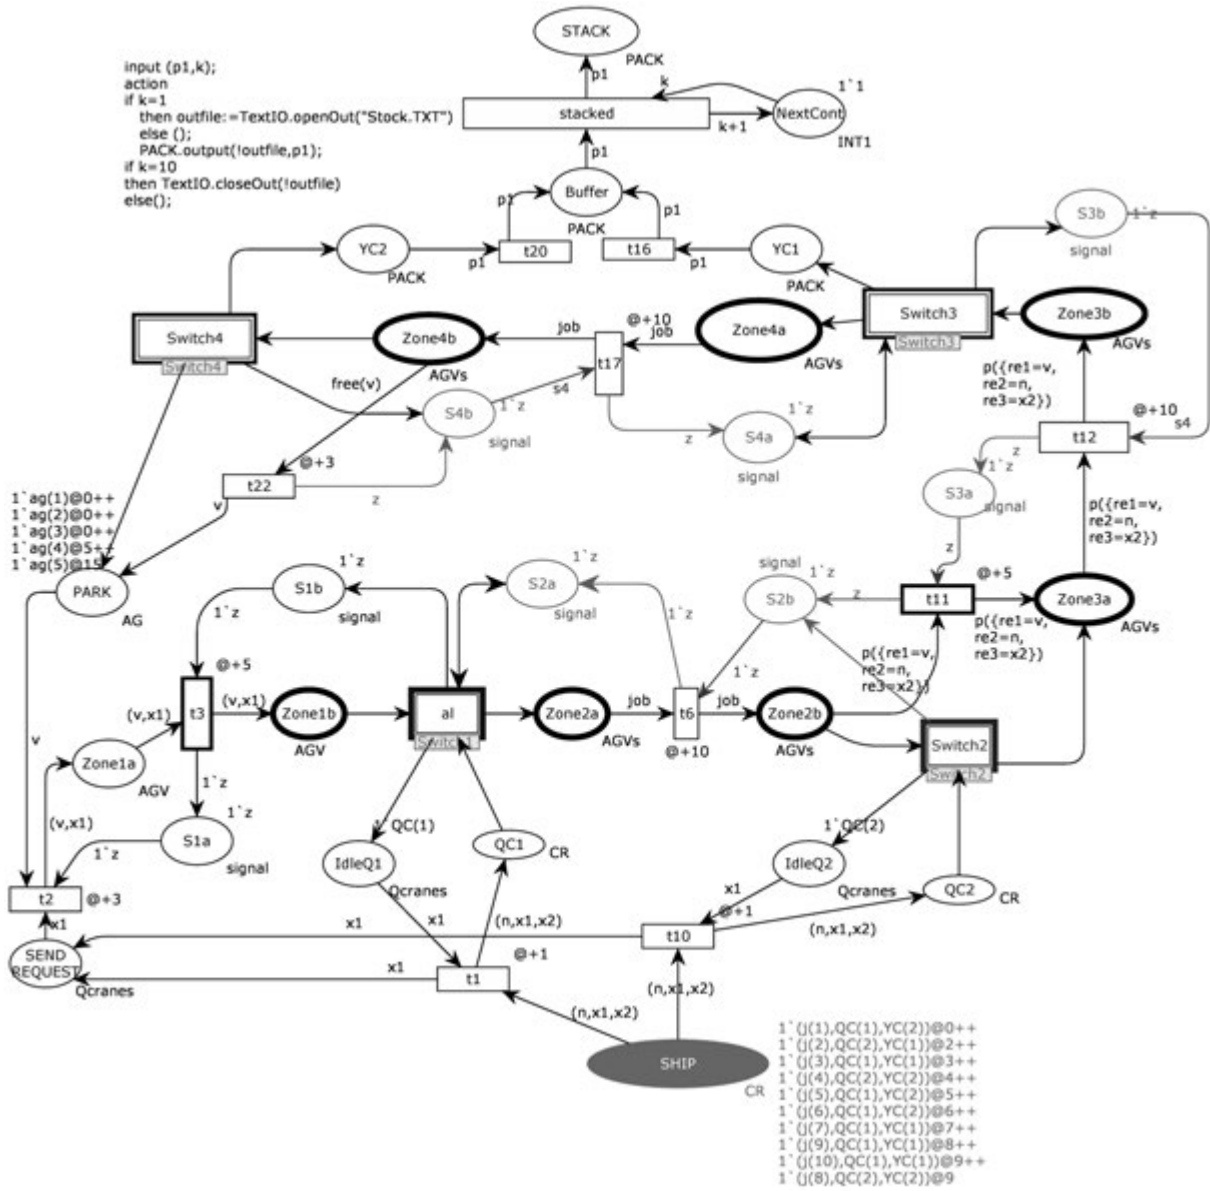 STACK
PACK
input (p1,k);
action
if k=1
then outfile:=TextIO.openOut("Stock.TXT")
else ();
PACK.output(!outfile,p1);
if k=10
then TextIO.closeOut(!outfile)
else();
p1
k
1`1
stacked
NextCont
k+1
INT1
p1
Buffer
PACK
p1
p1
S3b
1`z
signal
YC2
PACK
p1
t20
t16
p1
YC1
PACK
Switch4
Switch4
Zone4b
AGVs
job
@+10
job
t17
Zone4a
AGVs
Switch3
Switch3
Zone3b
AGVs
free(v)
S4b
1`z
signal
s4
z
S4a
1`z
signal
p({re1=v,
re2=n,
re3=x2})
@+10
s4
t12
z
1`z
S3a
signal
z
@+3
t22
z
v
1`ag(1)@0++
1`ag(2)@0++
1`ag(3)@0++
1`ag(4)@5++
1`ag(5)@15
PARK
AG
p({re1=v,
re2=n,
re3=x2})
S1b
1`z
signal
1`z
S2a
1`z
signal
1`z
signal
1`z
S2b
z
@+5
t11
Zone3a
AGVs
p({re1=v,
re2=n,
re3=x2})
p({re1=v,
re2=n,
re3=x2})
1`z
@+5
t3
(v,x1)
(v,x1)
Zone1b
AGV
al
Switch1
Zone2a
AGVs
job
t6
@+10
job
Zone2b
AGVs
Switch2
Switch2
v
Zone1a
AGV
1`z
1`z
(v,x1)
S1a
signal
1`z
t2
@+3
x1
SEND
REQUEST
Qcranes
1`QC(1)
IdleQ1
Qcranes
x1
QC1
CR
(n,x1,x2)
1`QC(2)
IdleQ2
Qcranes
x1
@+1
QC2
CR
(n,x1,x2)
x1
t10
x1
t1
@+1
(n,x1,x2)
(n,x1,x2)
SHIP
CR
1`(j(1),QC(1),YC(2))@0++
1`(j(2),QC(2),YC(1))@2++
1`(j(3),QC(1),YC(1))@3++
1`(j(4),QC(2),YC(2))@4++
1`(j(5),QC(1),YC(2))@5++
1`(j(6),QC(1),YC(2))@6++
1`(j(7),QC(1),YC(1))@7++
1`(j(9),QC(1),YC(1))@8++
1`(j(10),QC(1),YC(1))@9++
1`(j(8),QC(2),YC(2))@9